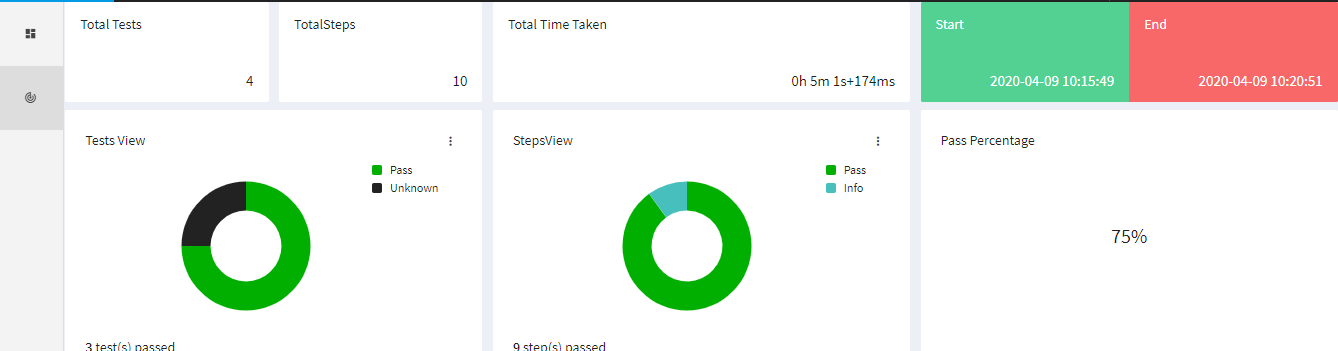 Total Tests
4
TotalSteps
10
Total Time Taken
0h 5m 1s+174ms
Start
2020-04-09 10:15:49
End
2020-04-09 10:20:51
Tests View
Pass
Unknown
3 test(s) passed
StepsView
Pass
Info
9 step(s) passed
Pass Percentage
75%